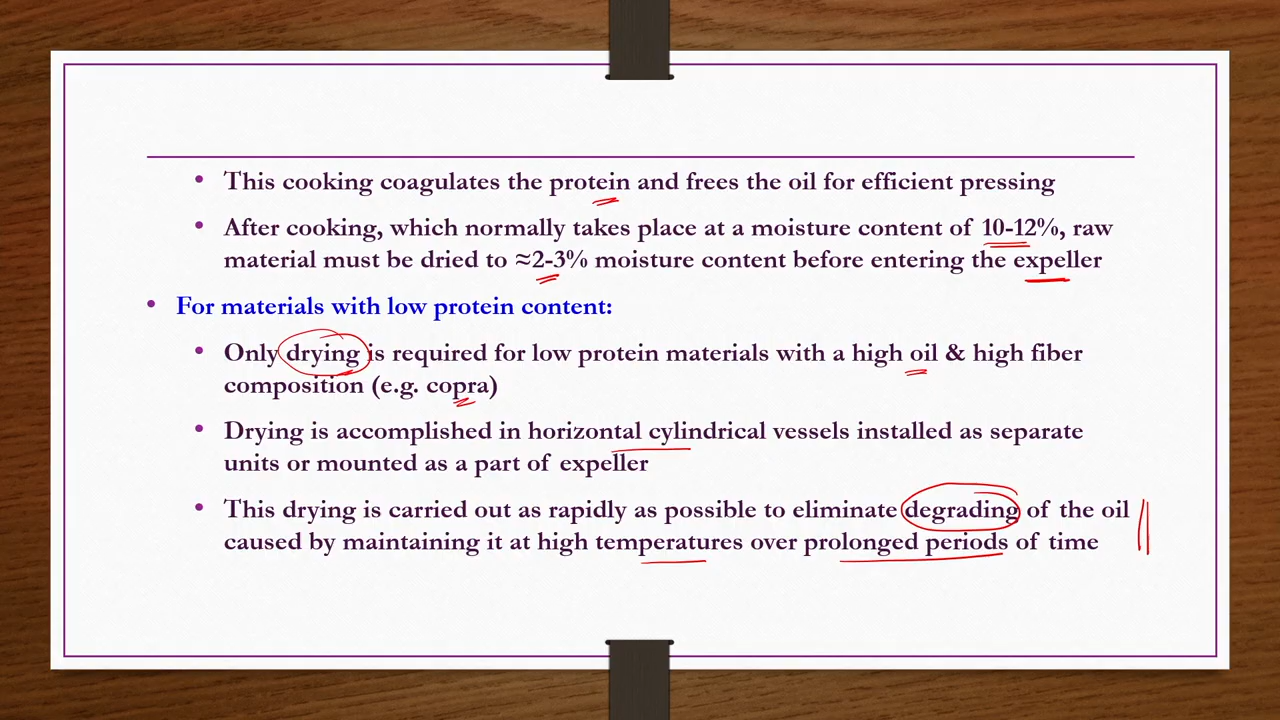 • This cooking coagulates the protein and frees the oil for efficient pressing
• After cooking, which normally takes place at a moisture content of 10-12%, raw
material must be dried to ≈2-3% moisture content before entering the expeller
• For materials with low protein content:
• Only drying is required for low protein materials with a high oil & high fiber
composition (e.g. copra)
• Drying is accomplished in horizontal cylindrical vessels installed as separate
units or mounted as a part of expeller
• This drying is carried out as rapidly as possible to eliminate degrading of the oil
caused by maintaining it at high temperatures over prolonged periods of time